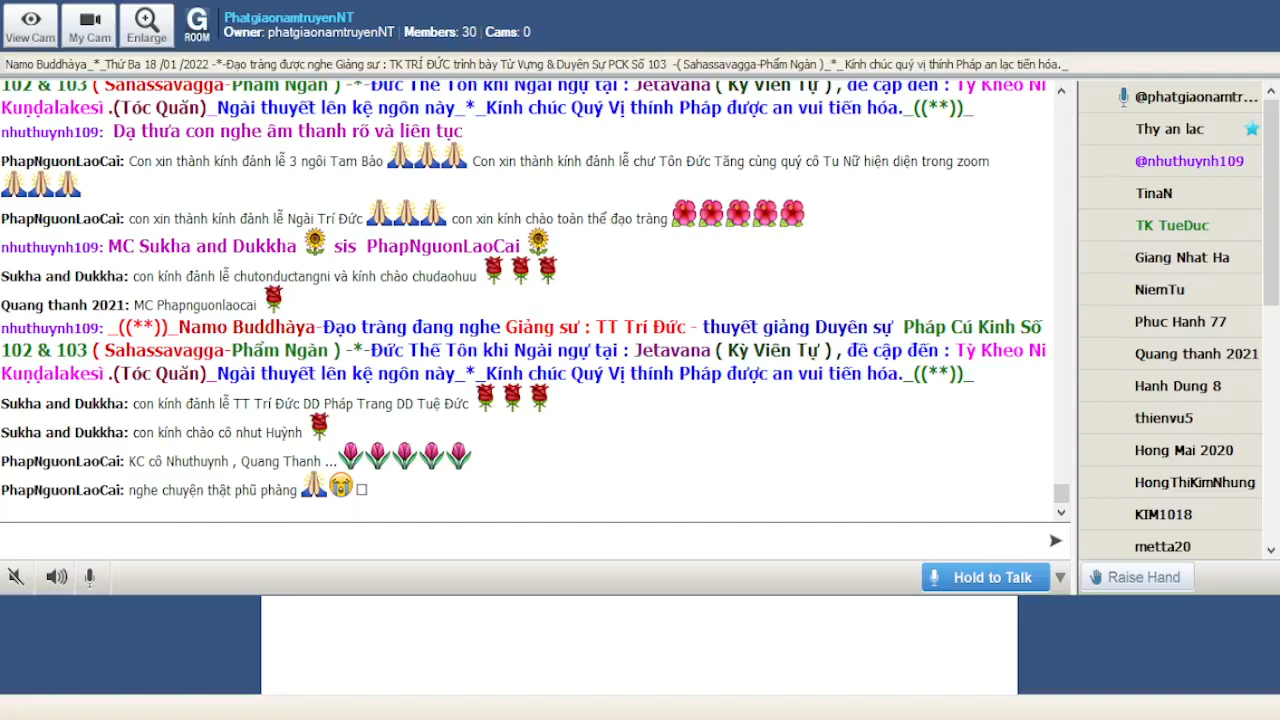 View Cam
My Cam
Enlarge
G
ROOM
PhatgiaonamtruyenNT
Owner: phatgiaonamtruyenNT | Members: 30 | Cams: 0
Namo Buddhàya_*_Thứ Ba 18 /01 /2022 -*-Đạo tràng được nghe Giảng sư : TK TRÍ ĐỨC trình bày Từ Vựng & Duyên Sự PCK Số 103 -( Sahassavagga-Phẩm Ngàn )_*_ Kính chúc quý vị thính Pháp an lạc tiến hóa._
102 & 103 ( Sahassavagga-Phẩm Ngàn ) -*-Đức Thế Tôn khi Ngài ngự tại : Jetavana ( Kỳ Viên Tự ) , đề cập đến : Tỳ Kheo Ni
Kuṇḍalakesì .(Tóc Quăn)_Ngài thuyết lên kệ ngôn này_*_Kính chúc Quý Vị thính Pháp được an vui tiến hóa._((**))_
nhuthuynh109: Dạ thưa con nghe âm thanh rõ và liên tục
PhapNguonLaoCai: Con xin thành kính đảnh lễ 3 ngôi Tam Bảo 🙏🙏🙏 Con xin thành kính đảnh lễ chư Tôn Đức Tăng cùng quý cô Tu Nữ hiện diện trong zoom
🙏🙏🙏
PhapNguonLaoCai: con xin thành kính đảnh lễ Ngài Trí Đức 🙏🙏🙏 con xin kính chào toàn thể đạo tràng 🌺🌺🌺🌺🌺
nhuthuynh109: MC Sukha and Dukkha 🌻 sis PhapNguonLaoCai 🌻
Sukha and Dukkha: con kính đảnh lễ chutonductangni và kính chào chudaohuu 🌹🌹🌹
Quang thanh 2021: MC Phapnguonlaocai 🌹
nhuthuynh109: _((**))_Namo Buddhàya-Đạo tràng đang nghe Giảng sư : TT Trí Đức - thuyết giảng Duyên sự Pháp Cú Kinh Số
102 & 103 ( Sahassavagga-Phẩm Ngàn ) -*-Đức Thế Tôn khi Ngài ngự tại : Jetavana ( Kỳ Viên Tự ) , đề cập đến : Tỳ Kheo Ni
Kuṇḍalakesì .(Tóc Quăn)_Ngài thuyết lên kệ ngôn này_*_Kính chúc Quý Vị thính Pháp được an vui tiến hóa._((**))_
Sukha and Dukkha: con kính đảnh lễ TT Trí Đức DD Pháp Trang DD Tuệ Đức 🌹🌹🌹
Sukha and Dukkha: con kính chào cô nhut Huỳnh 🌹
PhapNguonLaoCai: KC cô Nhuthuynh , Quang Thanh ...🌷🌷🌷🌷🌷
PhapNguonLaoCai: nghe chuyện thật phũ phàng 🙏😭□
@phatgiaonamtr...
Thy an lac
@nhuthuynh109
TinaN
TK TueDuc
Giang Nhat Ha
NiemTu
Phuc Hanh 77
Quang thanh 2021
Hanh Dung 8
thienvu5
Hong Mai 2020
HongThiKimNhung
KIM1018
metta20
Hold to Talk
Raise Hand